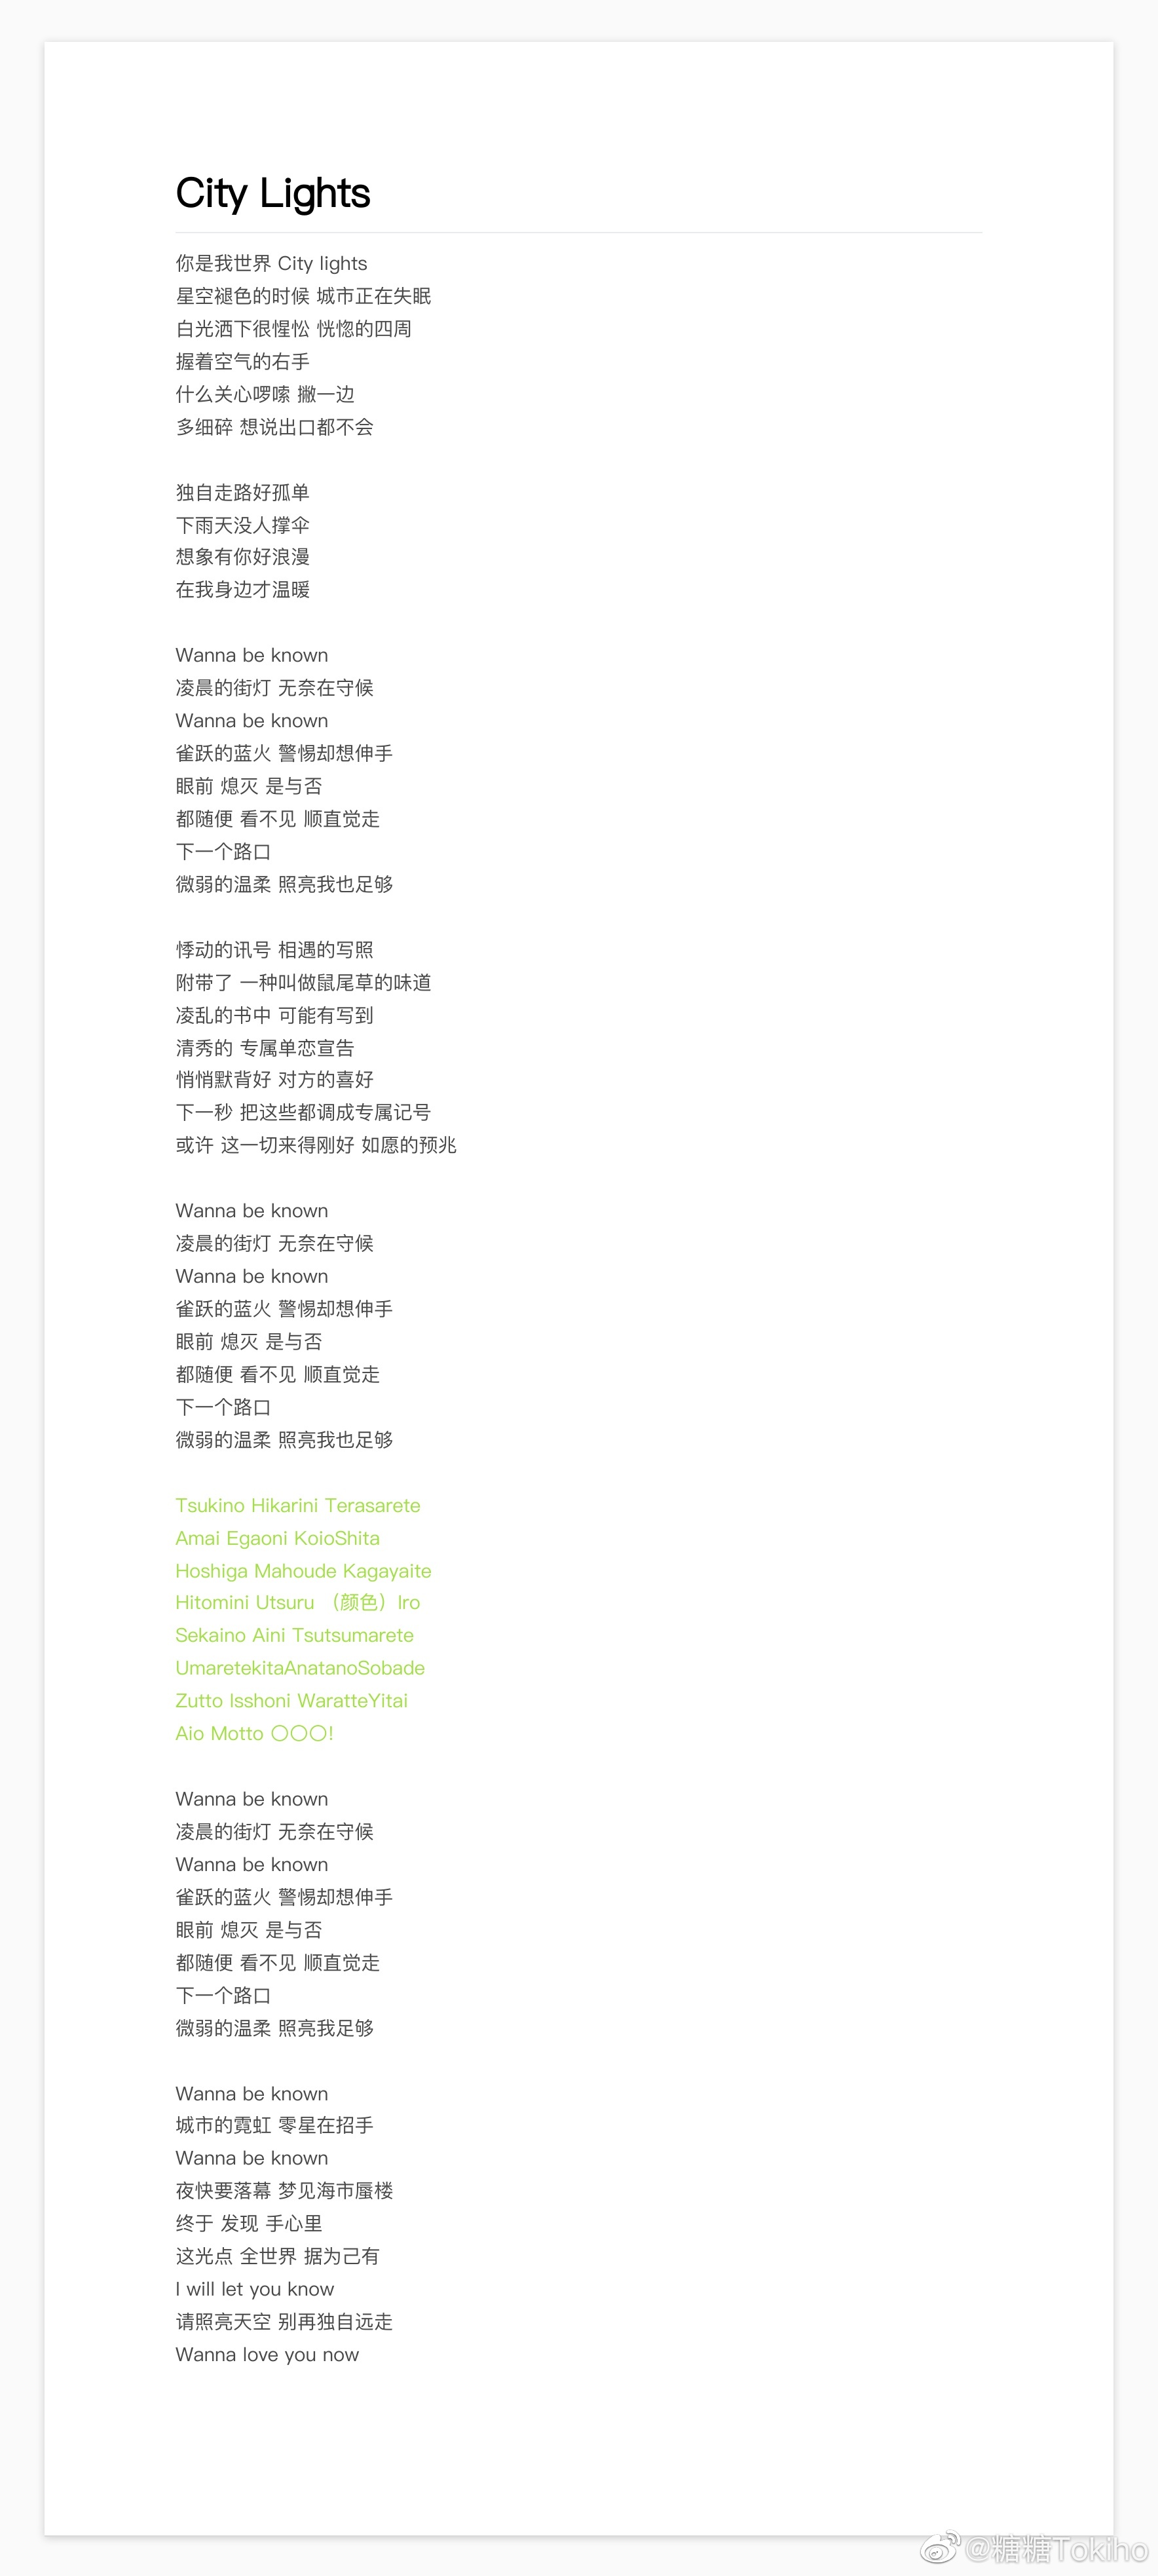 City Lights
你是我世界 City lights
星空褪色的时候 城市正在失眠
白光洒下很惺忪 恍惚的四周
握着空气的右手
什么关心啰嗦 撇一边
多细碎 想说出口都不会
独自走路好孤单
下雨天没人撑伞
想象有你好浪漫
在我身边才温暖
Wanna be known
凌晨的街灯 无奈在守候
Wanna be known
雀跃的蓝火 警惕却想伸手
眼前 熄灭 是与否
都随便 看不见 顺直觉走
下一个路口
微弱的温柔 照亮我也足够
悸动的讯号 相遇的写照
附带了 一种叫做鼠尾草的味道
凌乱的书中 可能有写到
清秀的 专属单恋宣告
悄悄默背好 对方的喜好
下一秒 把这些都调成专属记号
或许 这一切来得刚好 如愿的预兆
Wanna be known
凌晨的街灯 无奈在守候
Wanna be known
雀跃的蓝火 警惕却想伸手
眼前 熄灭 是与否
都随便 看不见 顺直觉走
下一个路口
微弱的温柔 照亮我也足够
Tsukino Hikarini Terasarete
Amai Egaoni KoioShita
Hoshiga Mahoude Kagayaite
Hitomini Utsuru （颜色）Iro
Sekaino Aini Tsutsumarete
UmaretekitaAnatanoSobade
Zutto Isshoni WaratteYitai
Aio Motto 〇〇〇!
Wanna be known
凌晨的街灯 无奈在守候
Wanna be known
雀跃的蓝火 警惕却想伸手
眼前 熄灭 是与否
都随便 看不见 顺直觉走
下一个路口
微弱的温柔 照亮我足够
Wanna be known
城市的霓虹 零星在招手
Wanna be known
夜快要落幕 梦见海市蜃楼
终于 发现 手心里
这光点 全世界 据为己有
I will let you know
请照亮天空 别再独自远走
Wanna love you now
@糖糖Tokiho